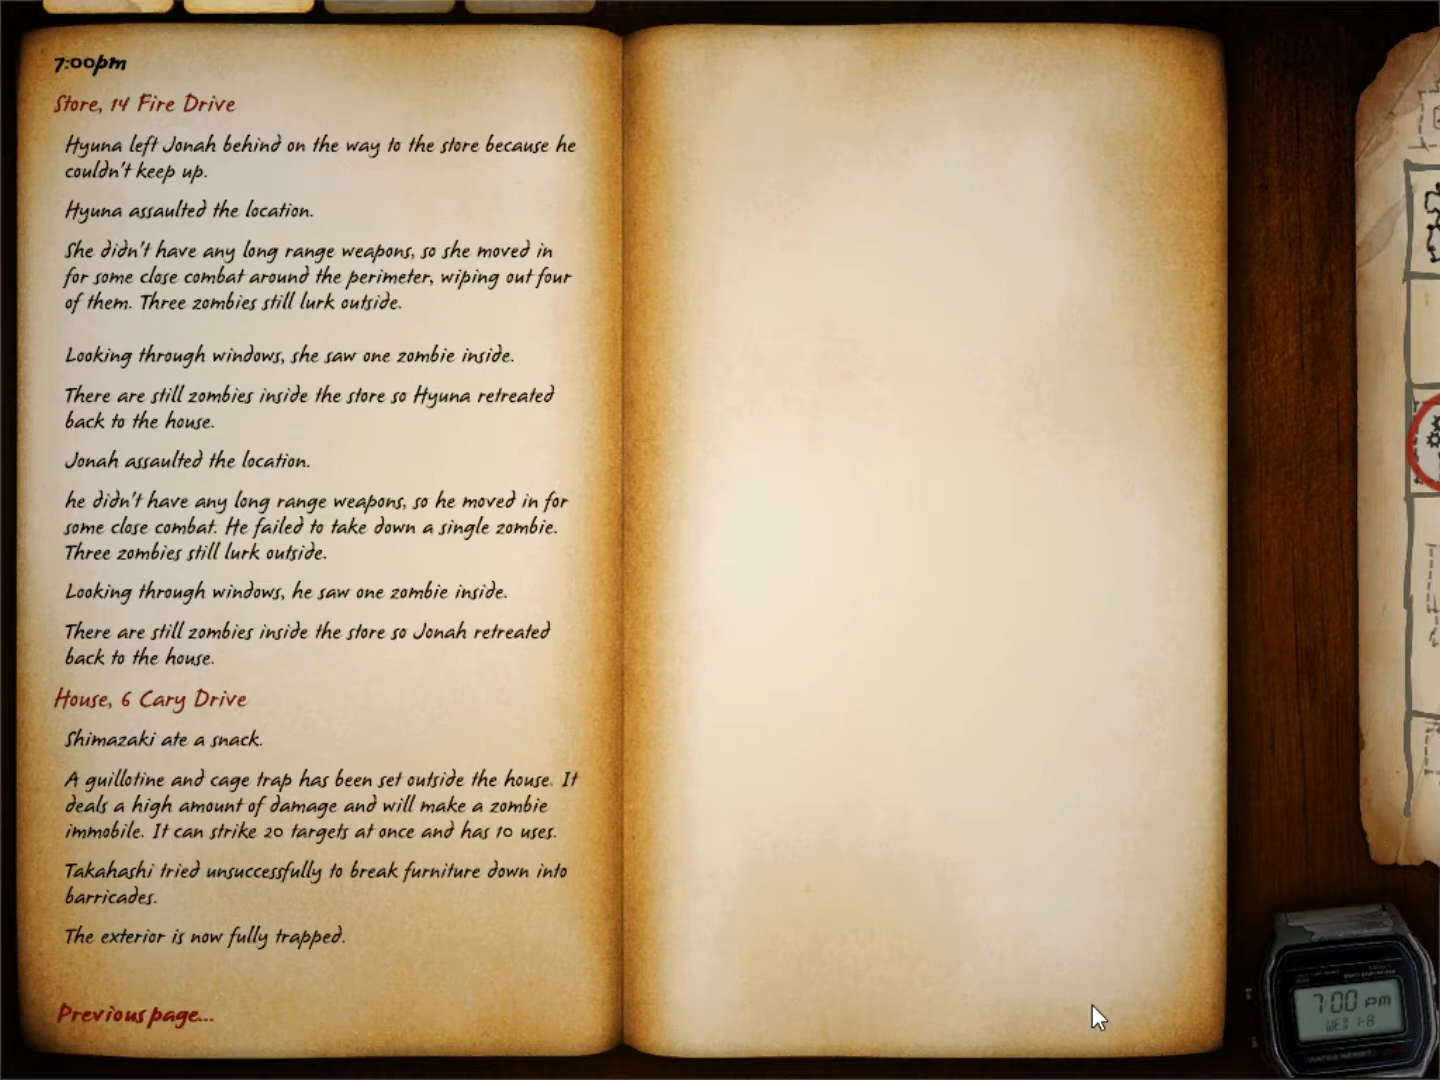 7:00pm
Store, 14 Fire Drive
Hyuna left Jonah behind on the way to the store because he
couldn't keep up.
Hyuna assaulted the location.
She didn't have any long range weapons, so she moved in
for some close combat around the perimeter, wiping out four
of them. Three zombies still lurk outside.
Looking through windows, she saw one zombie inside.
There are still zombies inside the store so Hyuna retreated
back to the house.
Jonah assaulted the location.
he didn't have any long range weapons, so he moved in for
some close combat. He failed to take down a single zombie.
Three zombies still lurk outside.
Looking through windows, he saw one zombie inside.
There are still zombies inside the store so Jonah retreated
back to the house.
House, 6 Cary Drive
Shimazaki ate a snack.
A guillotine and cage trap has been set outside the house. It
deals a high amount of damage and will make a zombie
immobile. It can strike 20 targets at once and has 10 uses.
Takahashi tried unsuccessfully to break furniture down into
barricades.
The exterior is now fully trapped.
Previous page...
7:00 pm
WED 1-8